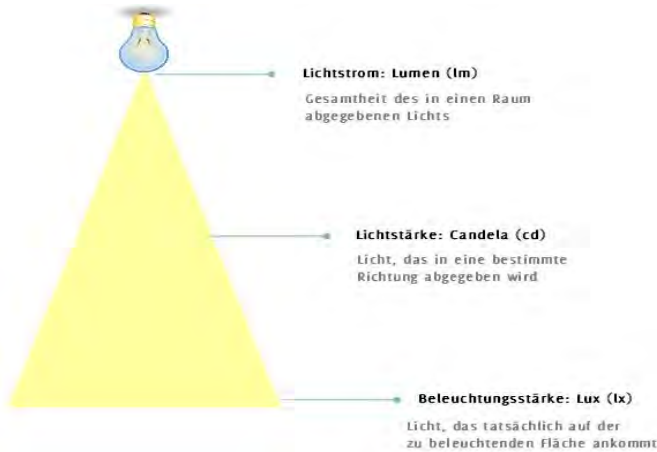 Lichtstrom: Lumen (lm)
Gesamtheit des in einen Raum
abgegebenen Lichts
Lichtstärke: Candela (cd)
Licht, das in eine bestimmte
Richtung abgegeben wird
Beleuchtungsstärke: Lux (lx)
Licht, das tatsächlich auf der
zu beleuchtenden Fläche ankommt